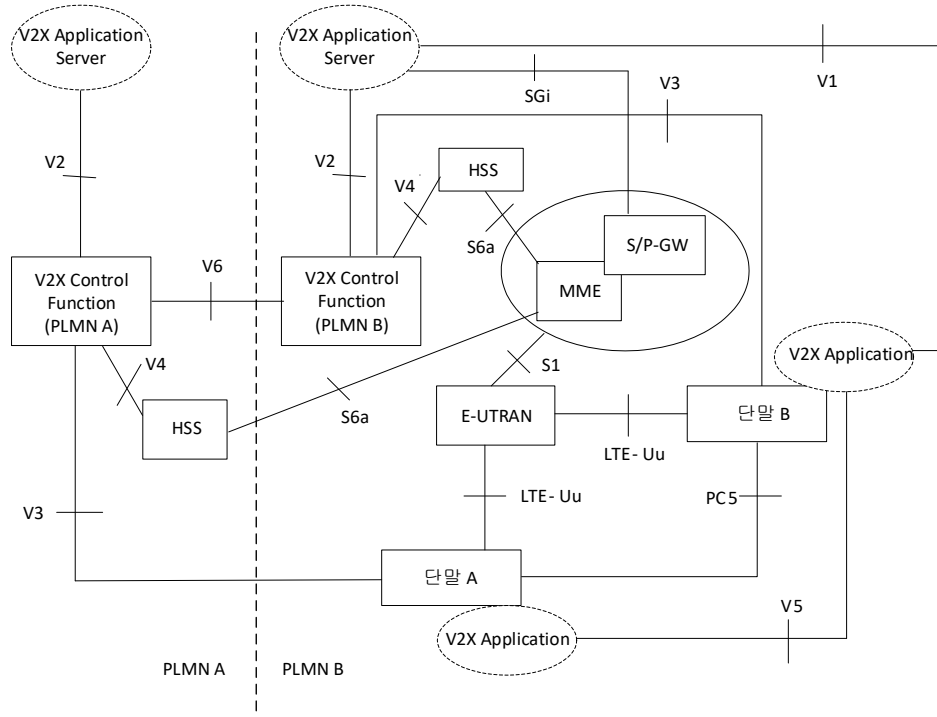 V2X Application
Server
V2X Application
Server
V1
SGi
V3
V2
V2
V4
HSS
S6a
S/P-GW
MME
V6
V2X Control
Function
(PLMN A)
V2X Control
Function
(PLMN B)
V4
HSS
S6a
S1
V2X Application
E-UTRAN
단말 B
LTE- Uu
LTE- Uu
PC5
V3
단말 A
V2X Application
V5
PLMN A
PLMN B